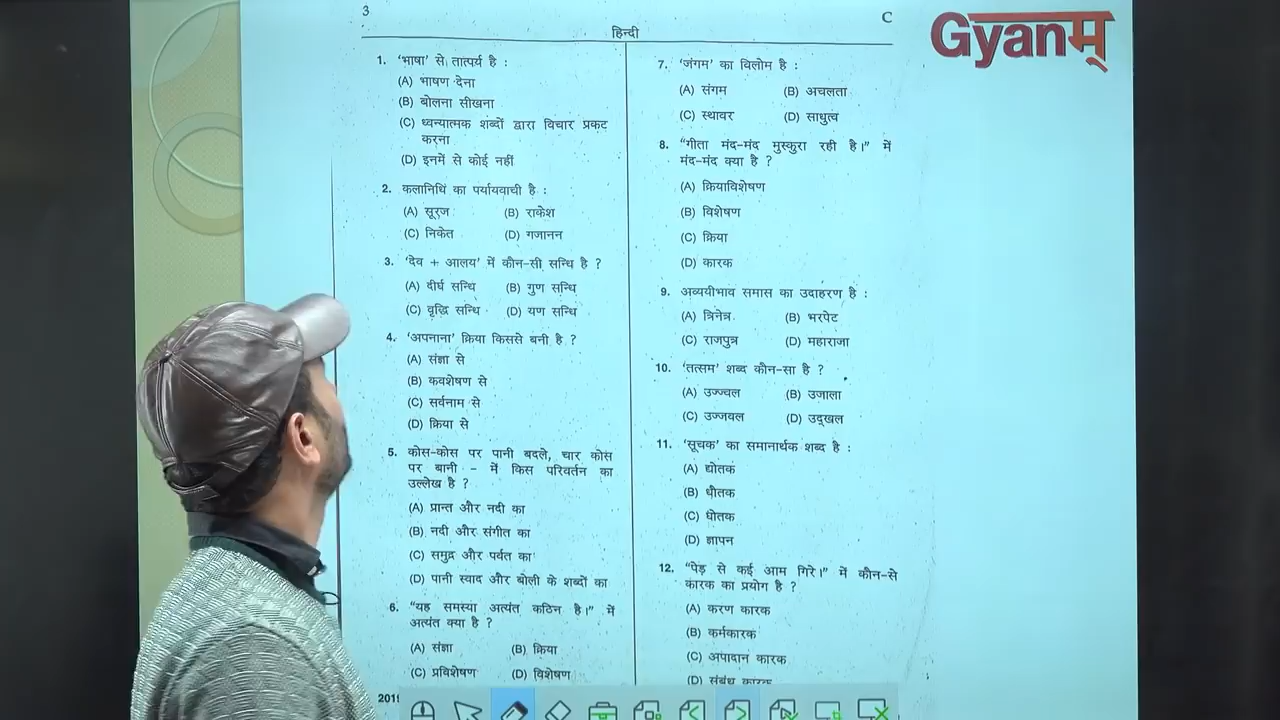 3
C
हिन्दी
Gyanम्
1. 'भाषा' से तात्पर्य है :
(A) भाषण देना
(B) बोलना सीखना
(C) ध्वन्यात्मक शब्दों द्वारा विचार प्रकट
करना
(D) इनमें से कोई नहीं
2. कलानिधि का पर्यायवाची है :
(A) सूरज (B) राकेश
(C) निकेत (D) गजानन
3. 'देव + आलय' में कौन-सी सन्धि है ?
(A) दीर्घ सन्धि (B) गुण सन्धि
(C) वृद्धि सन्धि (D) यण सन्धि
4. 'अपनाना' क्रिया किससे बनी है ?
(A) संज्ञा से
(B) कवशेषण से
(C) सर्वनाम से
(D) क्रिया से
5. कोस-कोस पर पानी बदले, चार कोस
पर बानी - में किस परिवर्तन का
उल्लेख है ?
(A) प्रान्त और नदी का
(B) नदी और संगीत का
(C) समुद्र और पर्वत का
(D) पानी स्वाद और बोली के शब्दों का
6. "यह समस्या अत्यंत कठिन है।" में
अत्यंत क्या है ?
(A) संज्ञा (B) क्रिया
(C) प्रविशेषण (D) विशेषण
201
7. 'जंगम' का विलोम है :
(A) संगम (B) अचलता
(C) स्थावर (D) साधुत्व
8. "गीता मंद-मंद मुस्कुरा रही है।" में
मंद-मंद क्या है ?
(A) क्रियाविशेषण
(B) विशेषण
(C) क्रिया
(D) कारक
9. अव्ययीभाव समास का उदाहरण है :
(A) त्रिनेत्र (B) भरपेट
(C) राजपुत्र (D) महाराजा
10. 'तत्सम' शब्द कौन-सा है ?
(A) उज्ज्वल (B) उजाला
(C) उज्जवल (D) उद्खल
11. 'सूचक' का समानार्थक शब्द है :
(A) द्योतक
(B) धौतक
(C) धोतक
(D) ज्ञापन
12. "पेड़ से कई आम गिरे।" में कौन-से
कारक का प्रयोग है ?
(A) करण कारक
(B) कर्मकारक
(C) अपादान कारक
(D) संबंध कारक